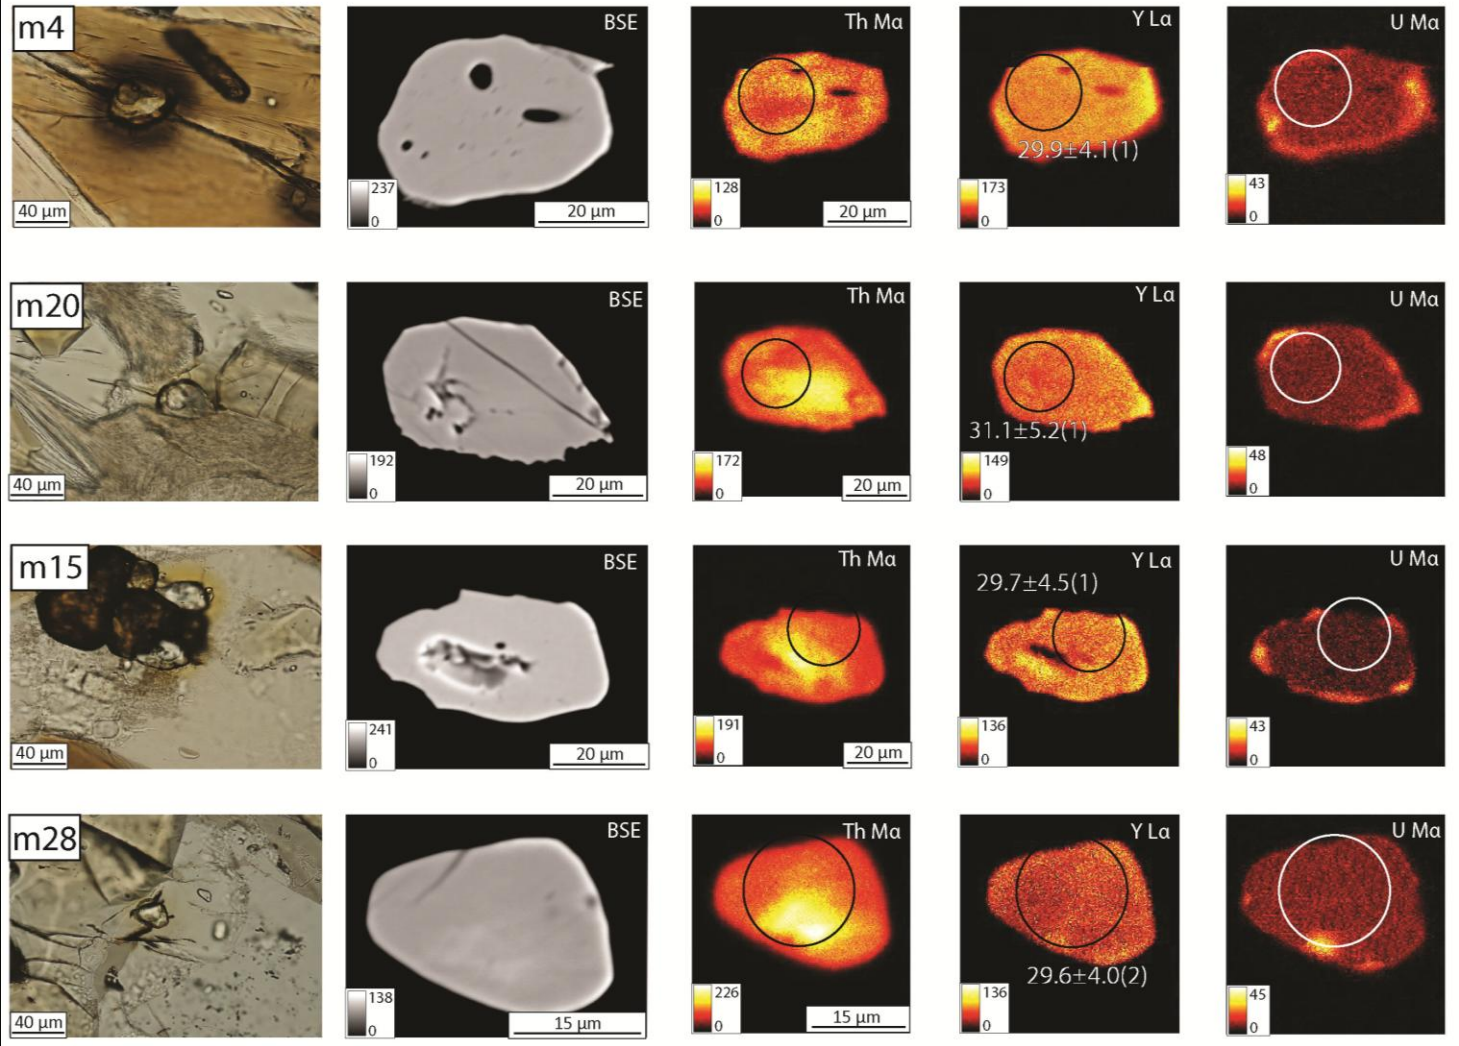 m4
BSE
Th Mα
Y Lα
U Mα
29.9±4.1(1)
237
0
128
0
173
0
43
0
40 µm
20 µm
20 µm
m20
BSE
Th Mα
Y Lα
U Mα
31.1±5.2(1)
192
0
172
0
149
0
48
0
40 µm
20 µm
20 µm
m15
BSE
Th Mα
Y Lα
U Mα
29.7±4.5(1)
241
0
191
0
136
0
43
0
40 µm
20 µm
20 µm
m28
BSE
Th Mα
Y Lα
U Mα
29.6±4.0(2)
138
0
226
0
136
0
45
0
40 µm
15 µm
15 µm